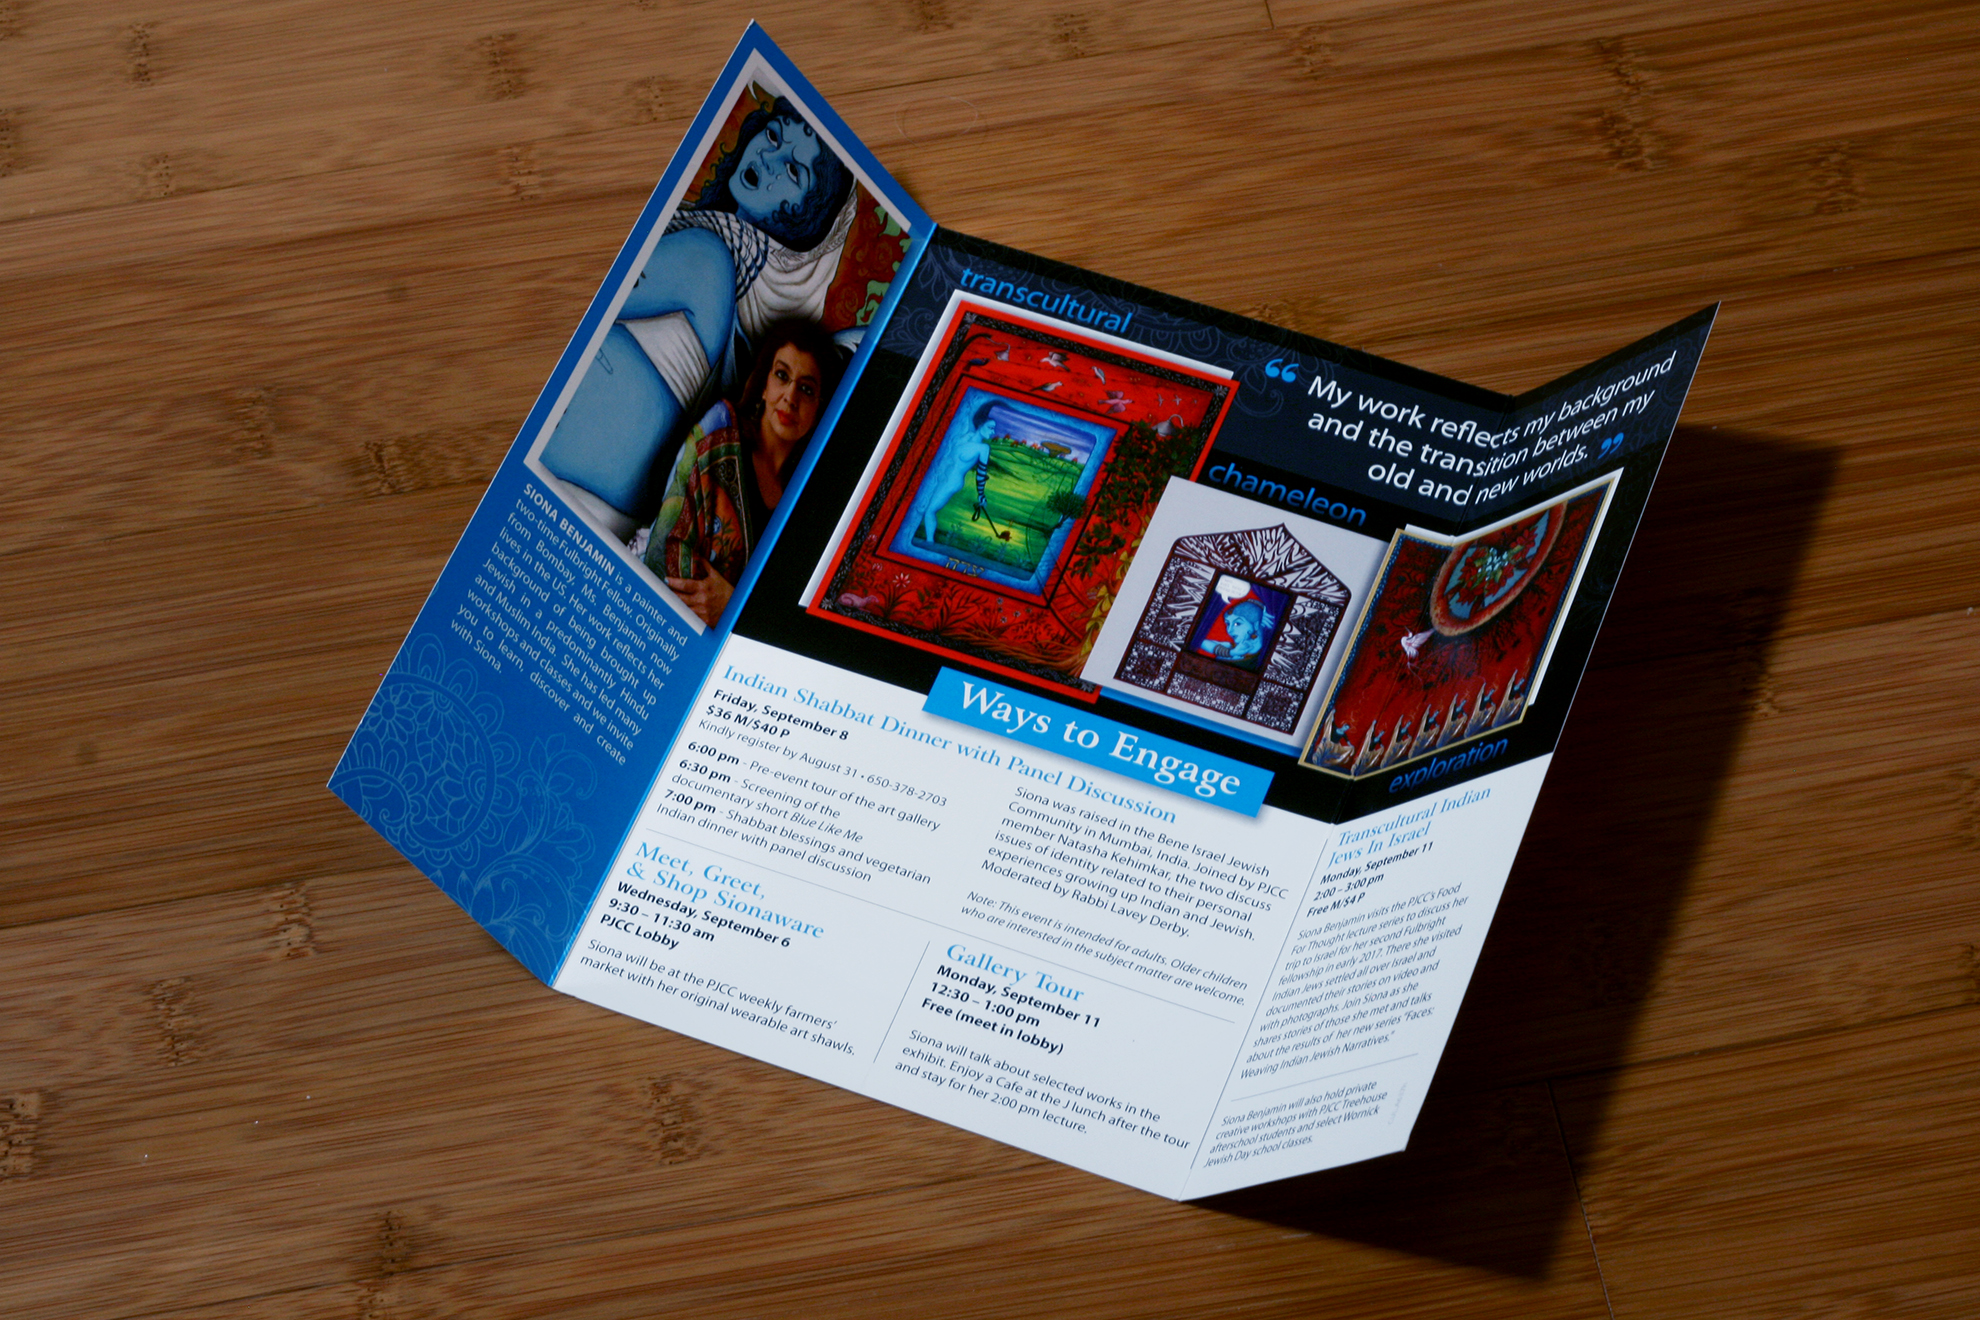 SIONA BENJAMIN is a painter and
two-time Fulbright Fellow. Originally
from Bombay, Ms. Benjamin now
lives in the US. Her work reflects her
background of being brought up
Jewish in a predominantly Hindu
and Muslim India. She has led many
workshops and classes and we invite
you to learn, discover and create
with Siona.
transcultural
“ My work reflects my background
and the transition between my
old and new worlds. ”
chameleon
exploration
Ways to Engage
Indian Shabbat Dinner with Panel Discussion
Friday, September 8
$36 M/$40 P
Kindly register by August 31 • 650-378-2703
6:00 pm - Pre-event tour of the art gallery
6:30 pm - Screening of the
documentary short Blue Like Me
7:00 pm - Shabbat blessings and vegetarian
Indian dinner with panel discussion
Siona was raised in the Bene Israel Jewish
Community in Mumbai, India. Joined by PJCC
member Natasha Kehimkar, the two discuss
issues of identity related to their personal
experiences growing up Indian and Jewish.
Moderated by Rabbi Lavey Derby.
Note: This event is intended for adults. Older children
who are interested in the subject matter are welcome.
Meet, Greet,
& Shop Sionaware
Wednesday, September 6
9:30 – 11:30 am
PJCC Lobby
Siona will be at the PJCC weekly farmers'
market with her original wearable art shawls.
Gallery Tour
Monday, September 11
12:30 – 1:00 pm
Free (meet in lobby)
Siona will talk about selected works in the
exhibit. Enjoy a Cafe at the J lunch after the tour
and stay for her 2:00 pm lecture.
Transcultural Indian
Jews In Israel
Monday, September 11
2:00 – 3:00 pm
Free M/$4 P
Siona Benjamin visits the PJCC's Food
For Thought lecture series to discuss her
trip to Israel for her second Fulbright
fellowship in early 2017. There she visited
Indian Jews settled all over Israel and
documented their stories on video and
with photographs. Join Siona as she
shares stories of those she met and talks
about the results of her new series "Faces:
Weaving Indian Jewish Narratives."
Siona Benjamin will also hold private
creative workshops with PJCC Treehouse
afterschool students and select Wornick
Jewish Day school classes.